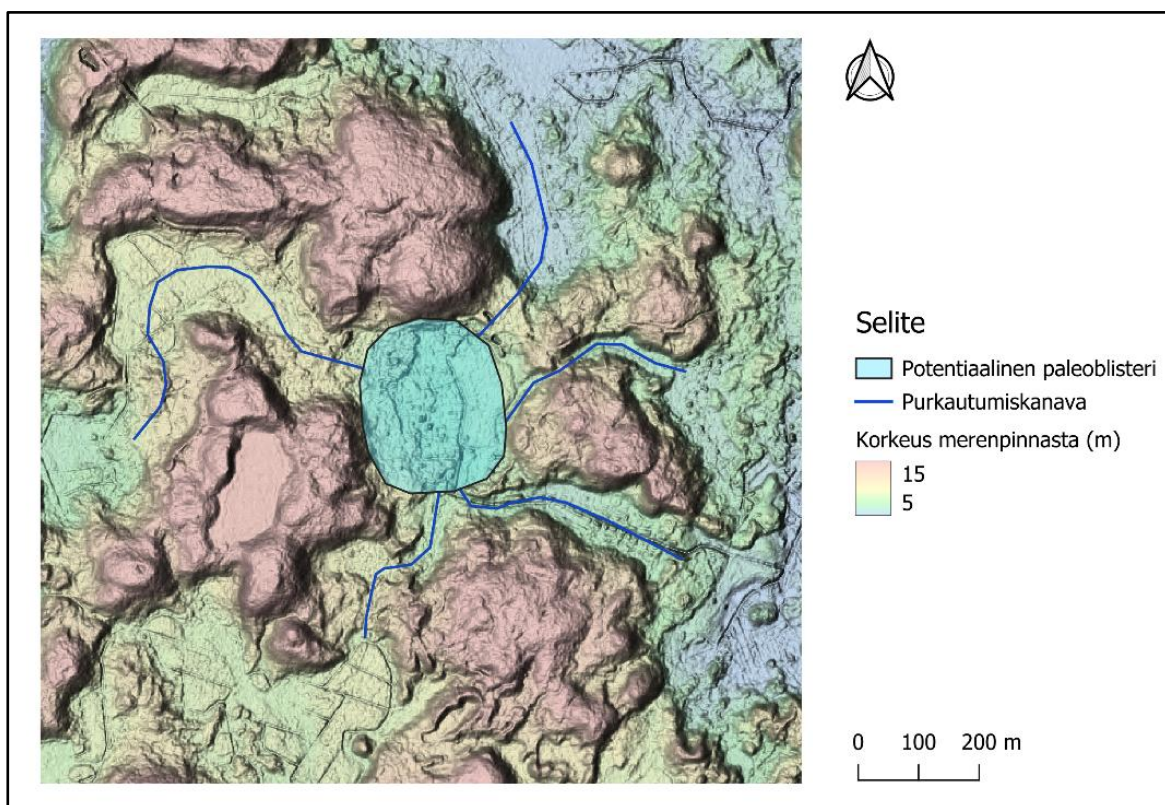 Selite
Potentiaalinen paleoblisteri
Purkautumiskanava
Korkeus merenpinnasta (m)
15
5
0 100 200 m